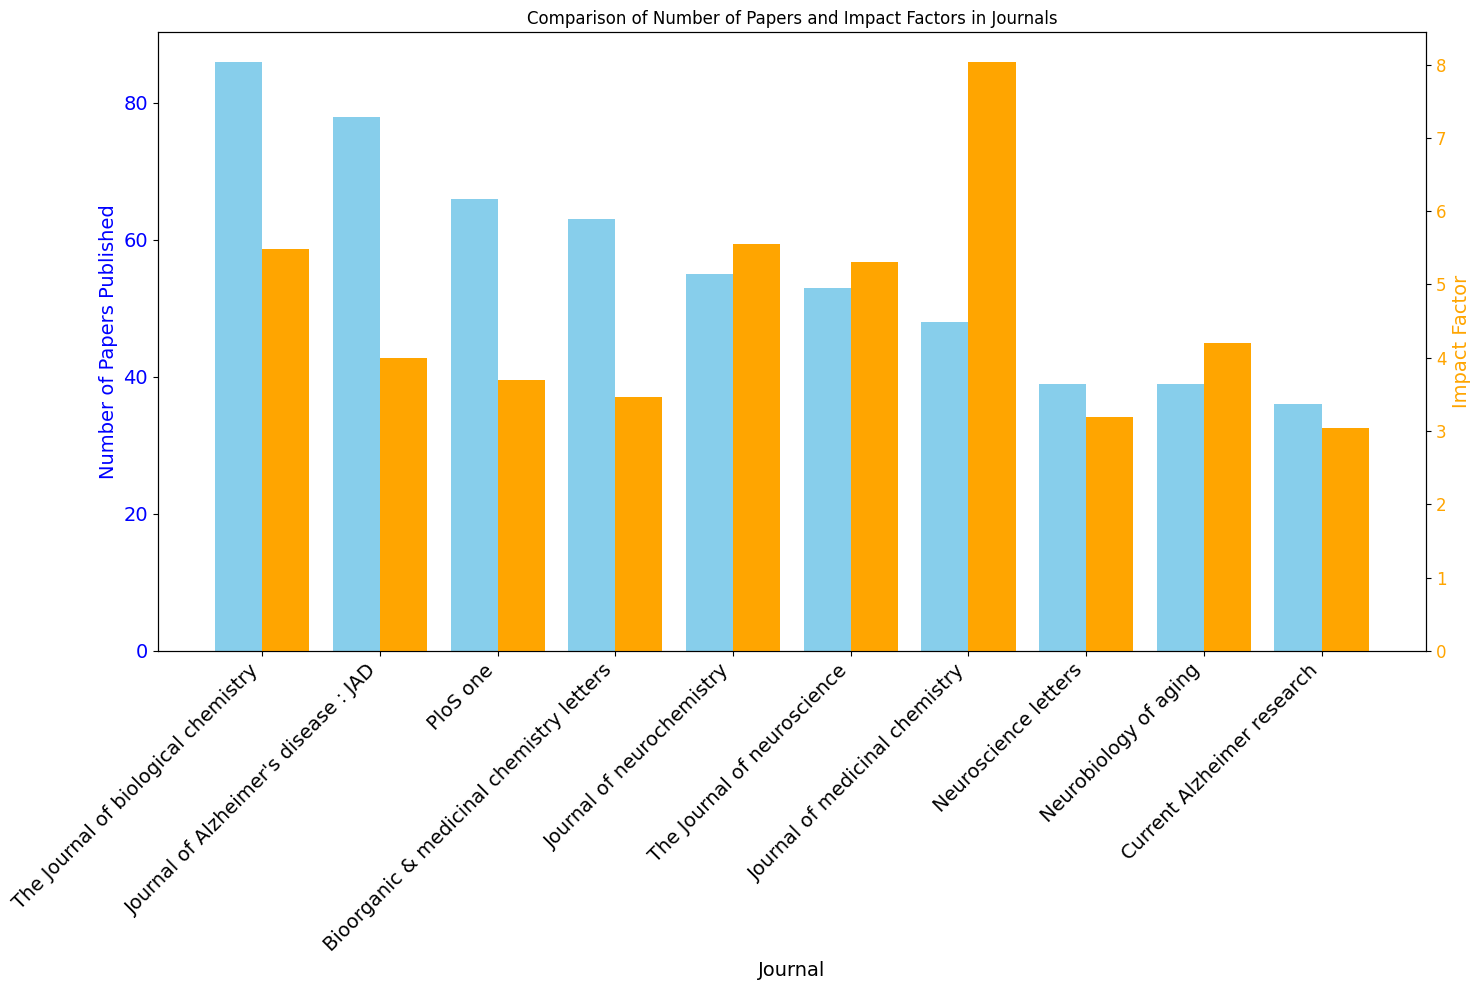 Comparison of Number of Papers and Impact Factors in Journals
Number of Papers Published
80
60
40
20
0
8
7
6
5
4
3
2
1
0
Impact Factor
The Journal of biological chemistry
Journal of Alzheimer's disease : JAD
PloS one
Bioorganic & medicinal chemistry letters
Journal of neurochemistry
The Journal of neuroscience
Journal of medicinal chemistry
Neuroscience letters
Neurobiology of aging
Current Alzheimer research
Journal